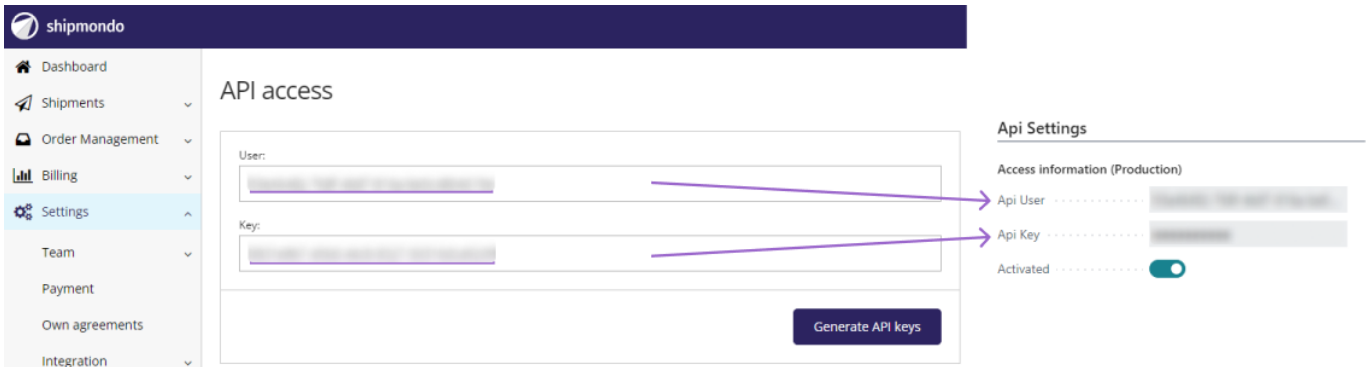 shipmondo
Dashboard
Shipments
Order Management
Billing
Settings
Team
Payment
Own agreements
Integration
API access
User:
Key:
Generate API keys
Api Settings
Access information (Production)
Api User
Api Key
Activated